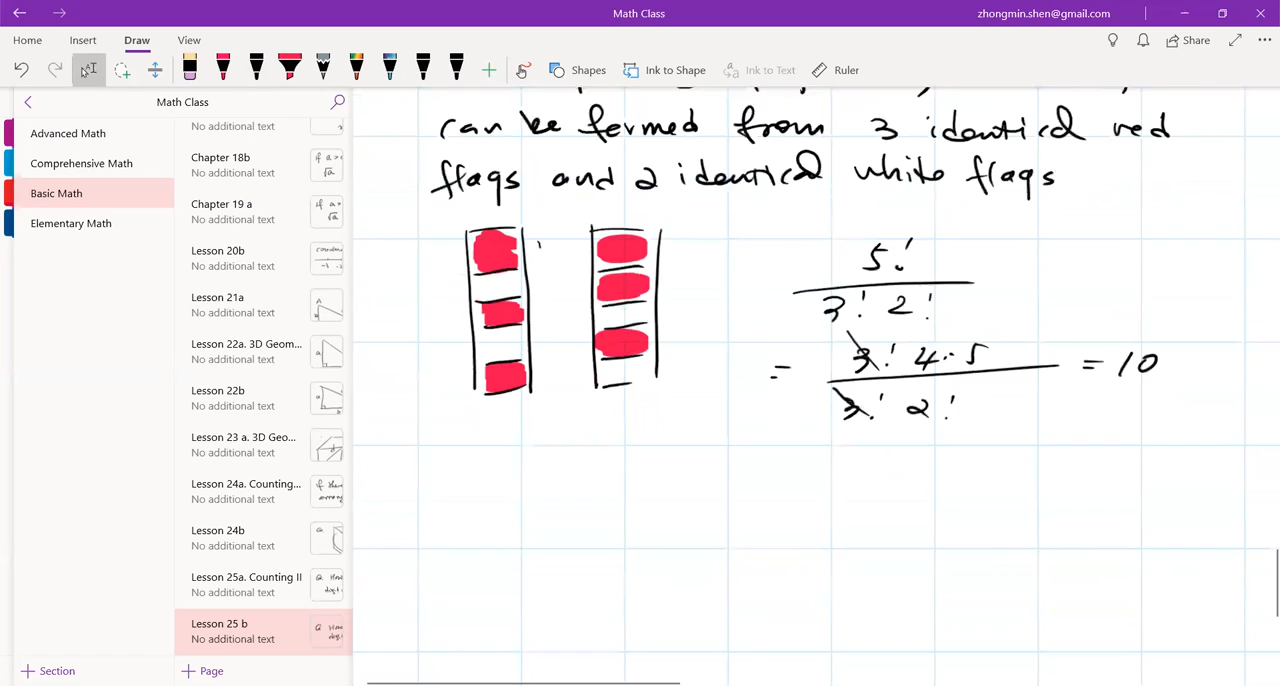 Math Class
zhongmin.shen@gmail.com
Home Insert Draw View
Share
Shapes
Ink to Shape
Ink to Text
Ruler
Math Class
Advanced Math
Comprehensive Math
Basic Math
Elementary Math
No additional text
Chapter 18b
No additional text
Chapter 19 a
No additional text
Lesson 20b
No additional text
Lesson 21a
No additional text
Lesson 22a. 3D Geom...
No additional text
Lesson 22b
No additional text
Lesson 23 a. 3D Geo...
No additional text
Lesson 24a. Counting...
No additional text
Lesson 24b
No additional text
Lesson 25a. Counting II
No additional text
Lesson 25 b
No additional text
Section
Page
can be formed from 3 identical red
flags and 2 identical white flags
5!
3! 2!
= 3! 4·5 = 10
3! 2!